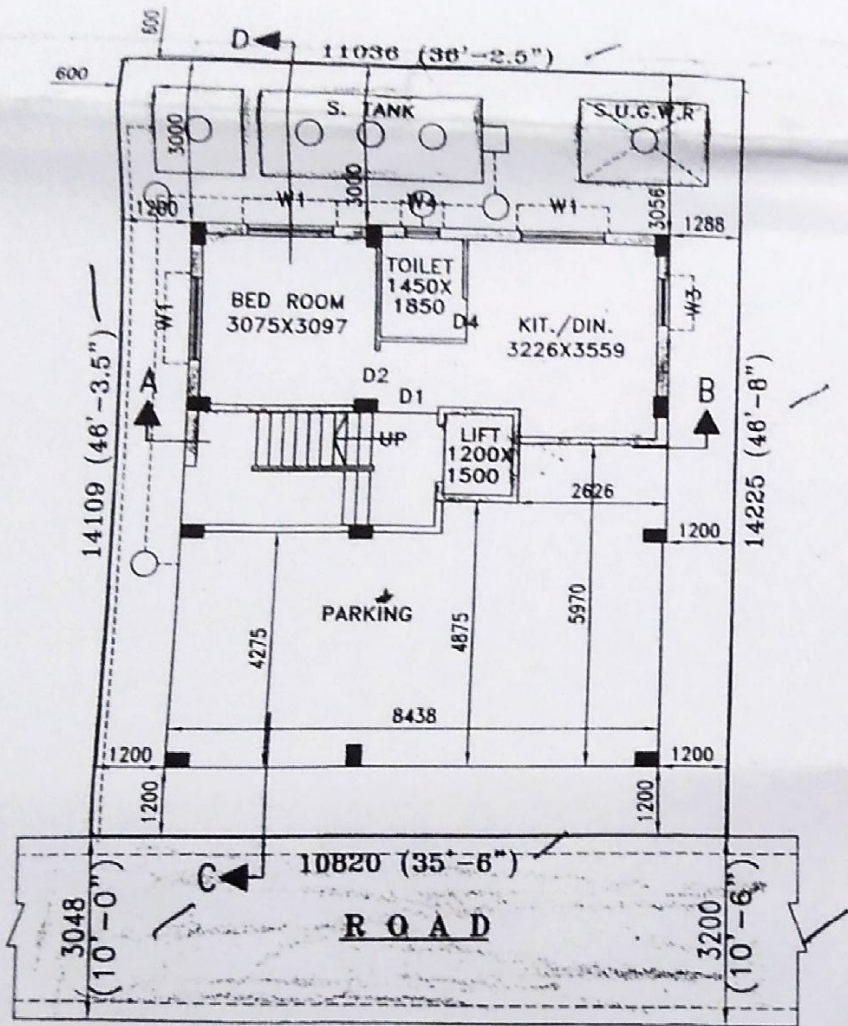 600
D
11036 (36'-2.5")
600
S. TANK
S.U.G.W.R
3000
3000
3056
1200
W1
W1
1288
BED ROOM
3075X3097
TOILET
1450X
1850
D4
KIT./DIN.
3226X3559
W1
W3
14109 (46'-3.5")
14225 (46'-8")
A
B
D2
D1
UP
LIFT
1200X
1500
2626
1200
PARKING
4275
4875
5970
8438
1200
1200
1200
1200
C
10820 (35'-6")
3048
(10'-0")
ROAD
3200
(10'-6")